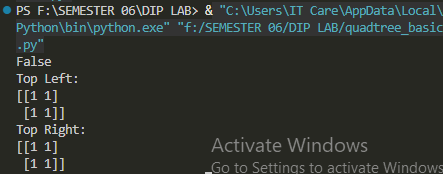 PS F:\SEMESTER 06\DIP LAB> & "C:\Users\IT Care\AppData\Local\
Python\bin\python.exe" "f:/SEMESTER 06/DIP LAB/quadtree_basic
.py"
False
Top Left:
[[1 1]
 [1 1]]
Top Right:
[[1 1]
 [1 1]]
Activate Windows
Go to Settings to activate Windows